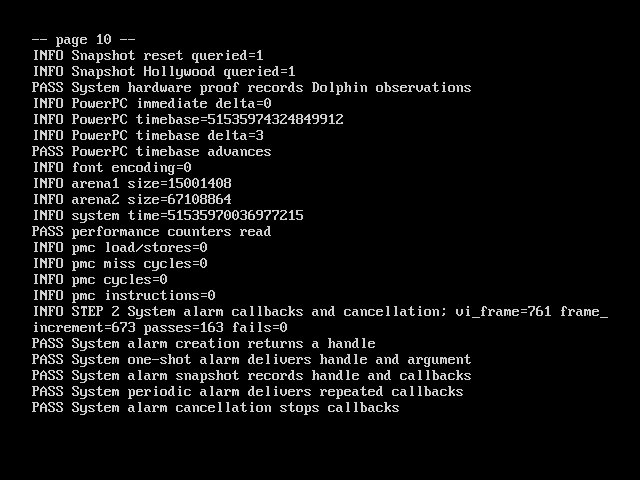 -- page 10 --
INFO Snapshot reset queried=1
INFO Snapshot Hollywood queried=1
PASS System hardware proof records Dolphin observations
INFO PowerPC immediate delta=0
INFO PowerPC timebase=51535974324849912
INFO PowerPC timebase delta=3
PASS PowerPC timebase advances
INFO font encoding=0
INFO arena1 size=15001408
INFO arena2 size=67108864
INFO system time=51535970036977215
PASS performance counters read
INFO pmc load/stores=0
INFO pmc miss cycles=0
INFO pmc cycles=0
INFO pmc instructions=0
INFO STEP 2 System alarm callbacks and cancellation; vi_frame=761 frame_
increment=673 passes=163 fails=0
PASS System alarm creation returns a handle
PASS System one-shot alarm delivers handle and argument
PASS System alarm snapshot records handle and callbacks
PASS System periodic alarm delivers repeated callbacks
PASS System alarm cancellation stops callbacks